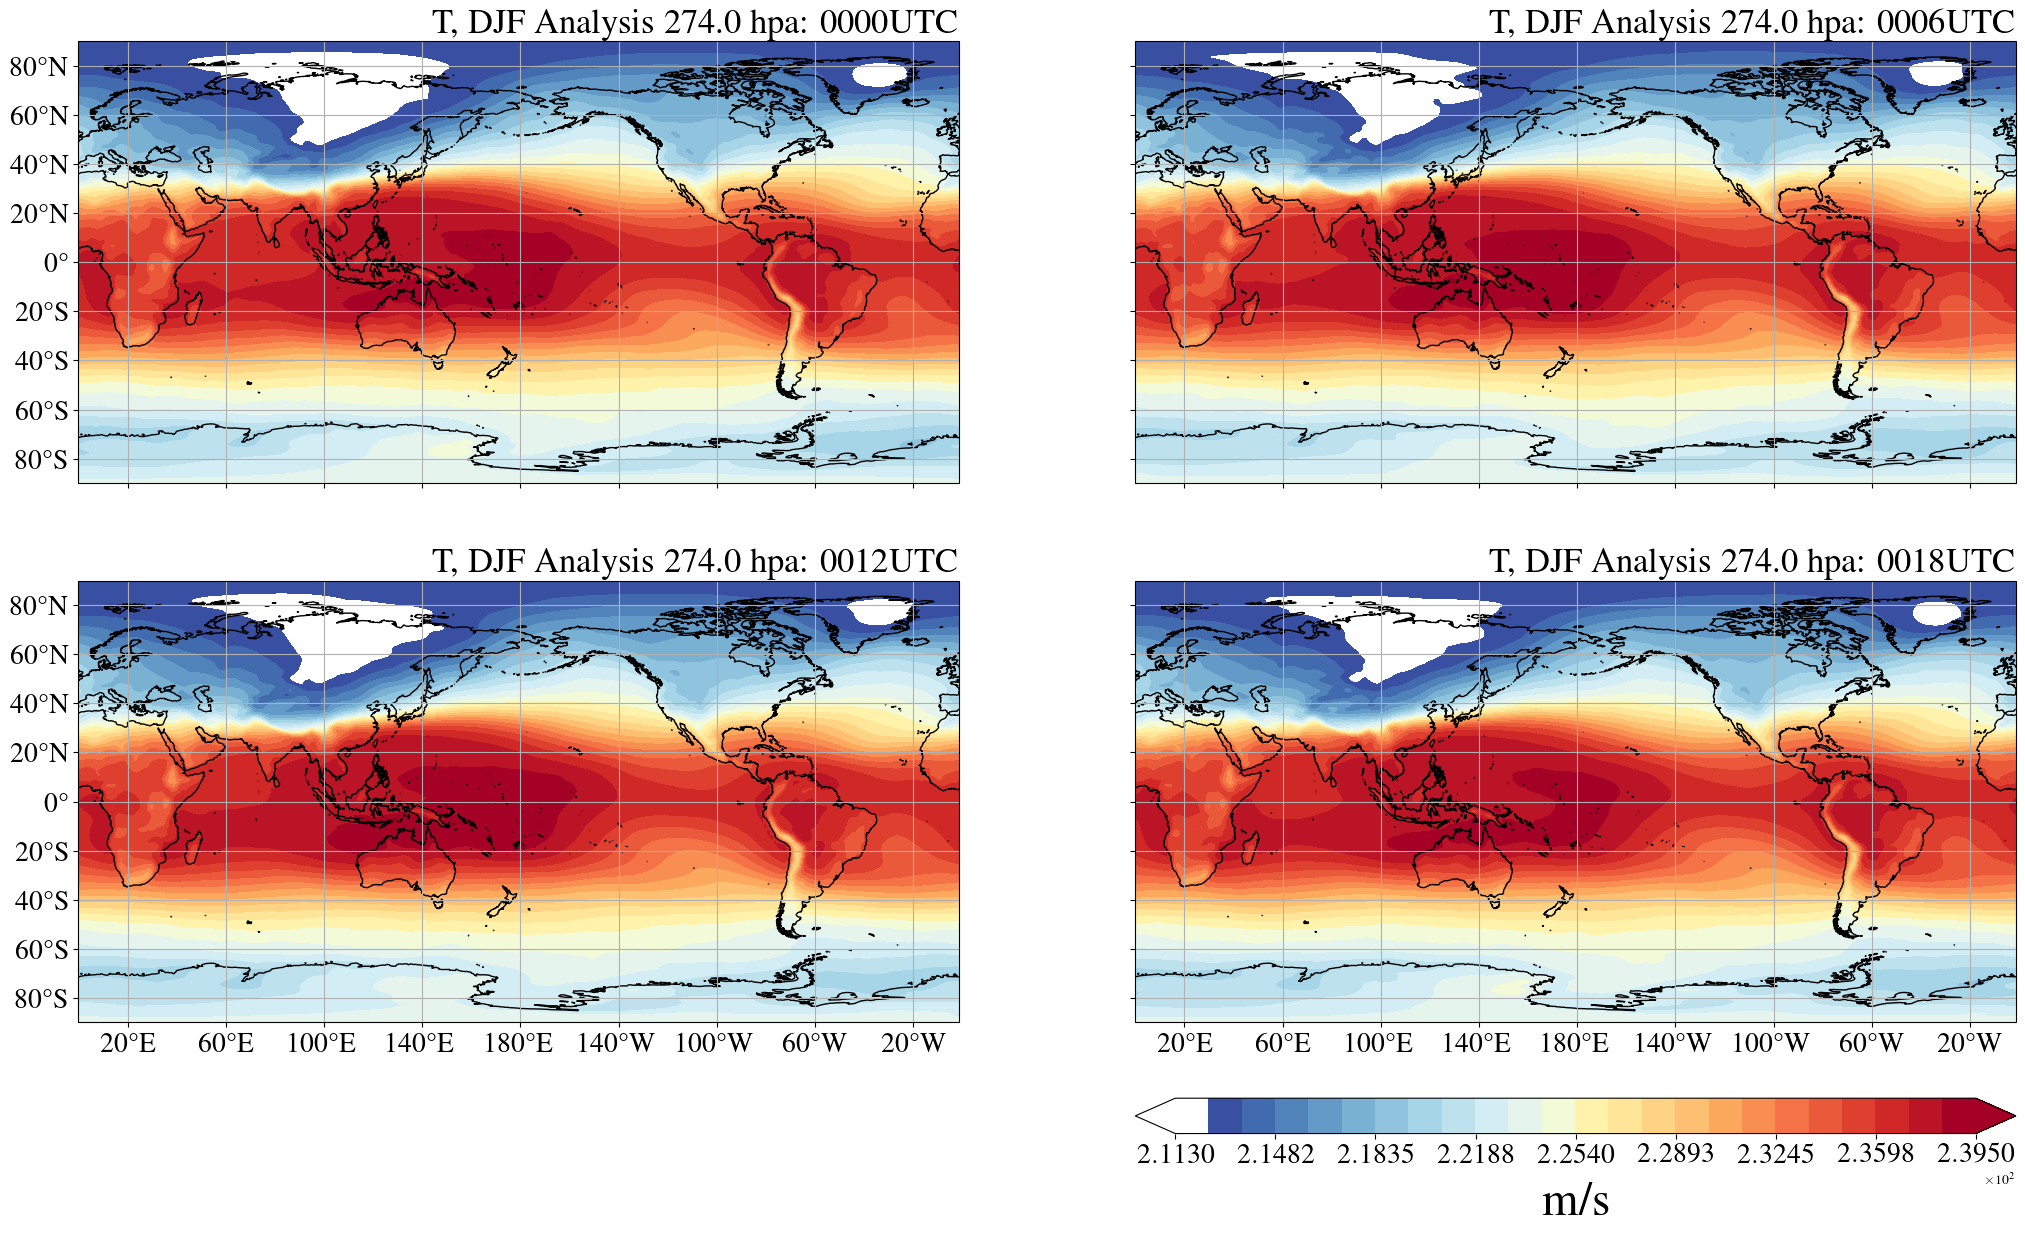 T, DJF Analysis 274.0 hpa: 0000UTC
T, DJF Analysis 274.0 hpa: 0006UTC
80°N
60°N
40°N
20°N
0°
20°S
40°S
60°S
80°S
T, DJF Analysis 274.0 hpa: 0012UTC
T, DJF Analysis 274.0 hpa: 0018UTC
80°N
60°N
40°N
20°N
0°
20°S
40°S
60°S
80°S
20°E 60°E 100°E 140°E 180°E 140°W 100°W 60°W 20°W
20°E 60°E 100°E 140°E 180°E 140°W 100°W 60°W 20°W
2.1130 2.1482 2.1835 2.2188 2.2540 2.2893 2.3245 2.3598 2.3950
×10²
m/s